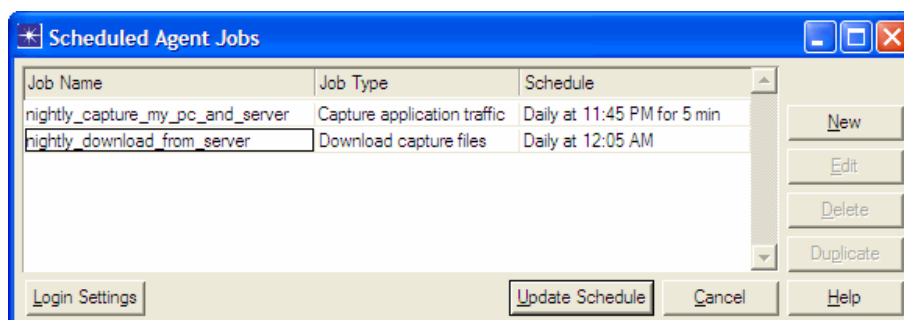 Scheduled Agent Jobs
Job Name Job Type Schedule
nightly_capture_my_pc_and_server Capture application traffic Daily at 11:45 PM for 5 min
nightly_download_from_server Download capture files Daily at 12:05 AM
New
Edit
Delete
Duplicate
Login Settings Update Schedule Cancel Help